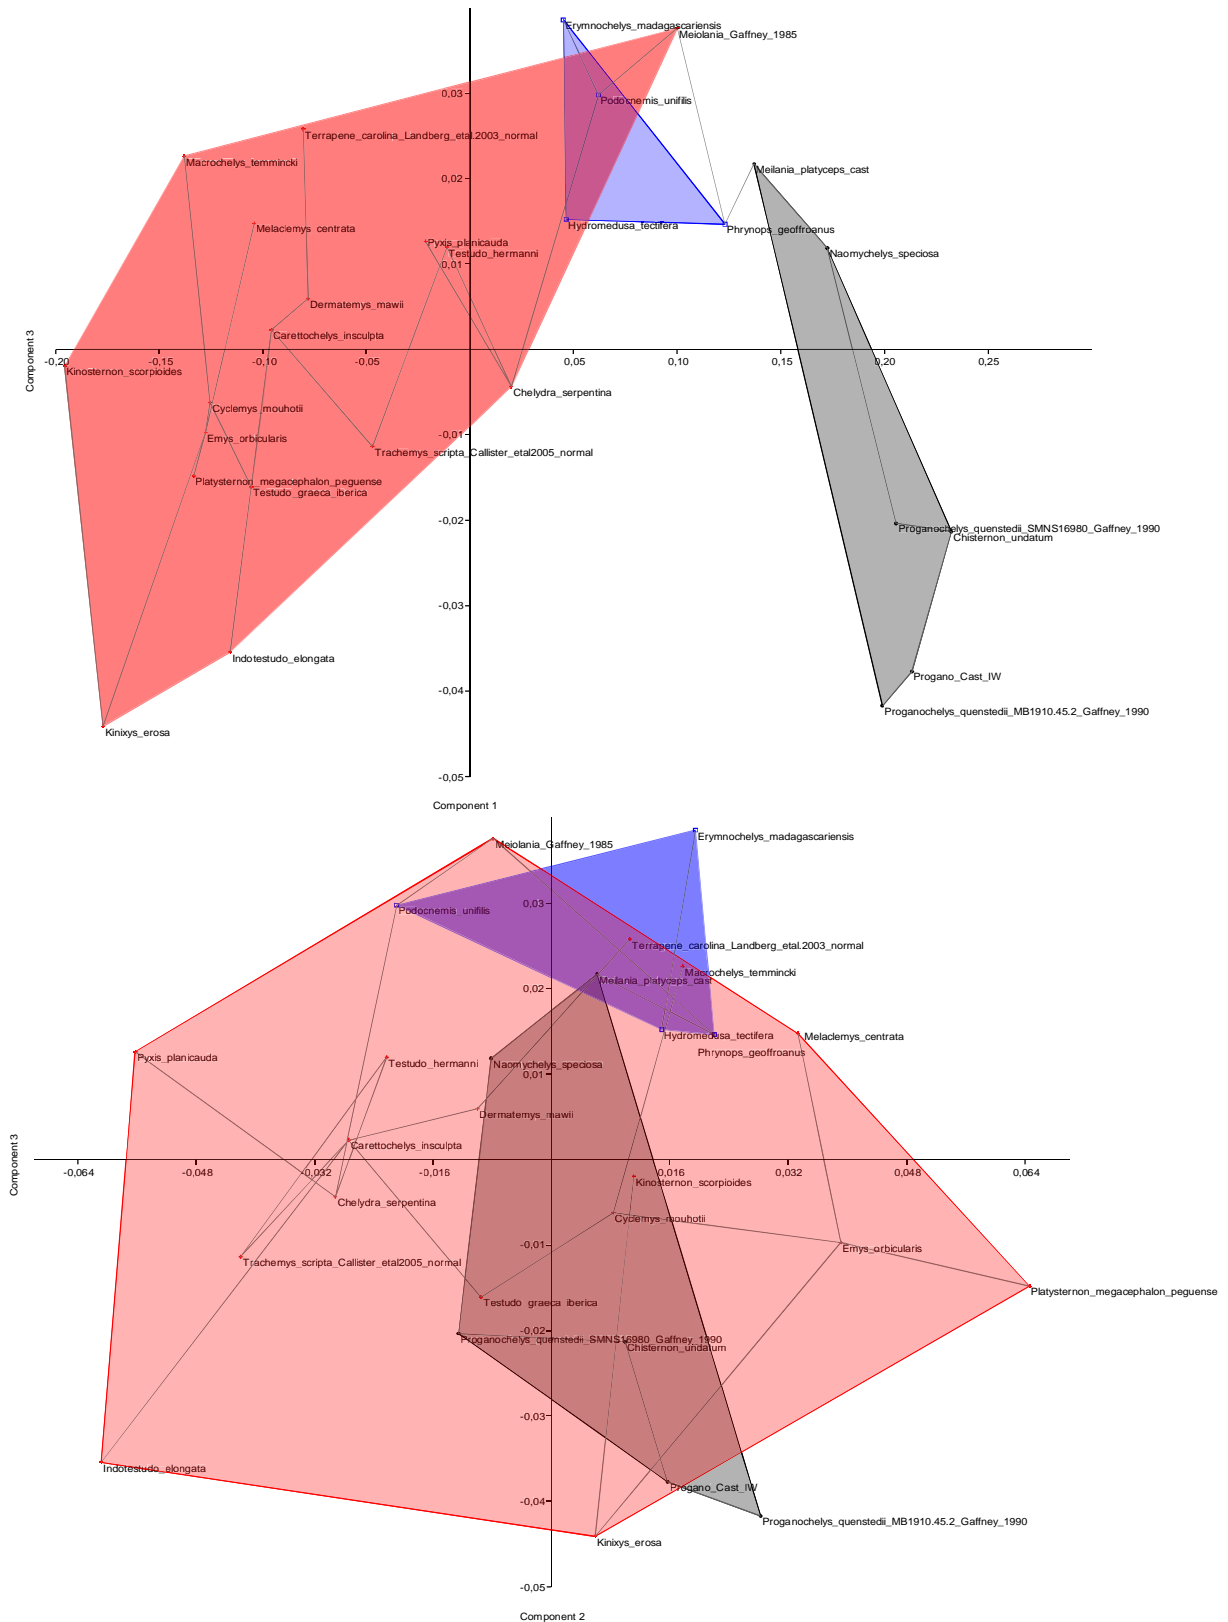 Erymnochelys_madagascariensis
Meiolania_Gaffney_1985
0,03
Podocnemis_unifilis
Terrapene_carolina_Landberg_etal.2003_normal
Macrochelys_temmincki
Meilania_platyceps_cast
0,02
Melaclemys_centrata
Hydromedusa_tectifera
Phrynops_geoffroanus
Pyxis_planicauda
Testudo_hermanni
Naomychelys_speciosa
0,01
Dermatemys_mawii
Carettochelys_insculpta
Component 3
-0,20
-0,15
-0,10
-0,05
0,05
0,10
0,15
0,20
0,25
Kinosternon_scorpioides
Chelydra_serpentina
Cyclemys_mouhotii
-0,01
Emys_orbicularis
Trachemys_scripta_Callister_etal2005_normal
Platysternon_megacephalon_peguense
Testudo_graeca_iberica
-0,02
Proganochelys_quenstedii_SMNS16980_Gaffney_1990
Chisternon_undatum
-0,03
Indotestudo_elongata
Progano_Cast_IW
-0,04
Proganochelys_quenstedii_MB1910.45.2_Gaffney_1990
Kinixys_erosa
-0,05
Component 1
Erymnochelys_madagascariensis
Meiolania_Gaffney_1985
0,03
Podocnemis_unifilis
Terrapene_carolina_Landberg_etal.2003_normal
Macrochelys_temmincki
Meilania_platyceps_cast
0,02
Hydromedusa_tectifera
Melaclemys_centrata
Phrynops_geoffroanus
Pyxis_planicauda
Testudo_hermanni
Naomychelys_speciosa
0,01
Dermatemys_mawii
Carettochelys_insculpta
Component 3
-0,064
-0,048
-0,032
-0,016
0,016
0,032
0,048
0,064
Kinosternon_scorpioides
Chelydra_serpentina
Cyclemys_mouhotii
-0,01
Emys_orbicularis
Trachemys_scripta_Callister_etal2005_normal
Platysternon_megacephalon_peguense
Testudo_graeca_iberica
-0,02
Proganochelys_quenstedii_SMNS16980_Gaffney_1990
Chisternon_undatum
-0,03
Indotestudo_elongata
Progano_Cast_IW
-0,04
Proganochelys_quenstedii_MB1910.45.2_Gaffney_1990
Kinixys_erosa
-0,05
Component 2